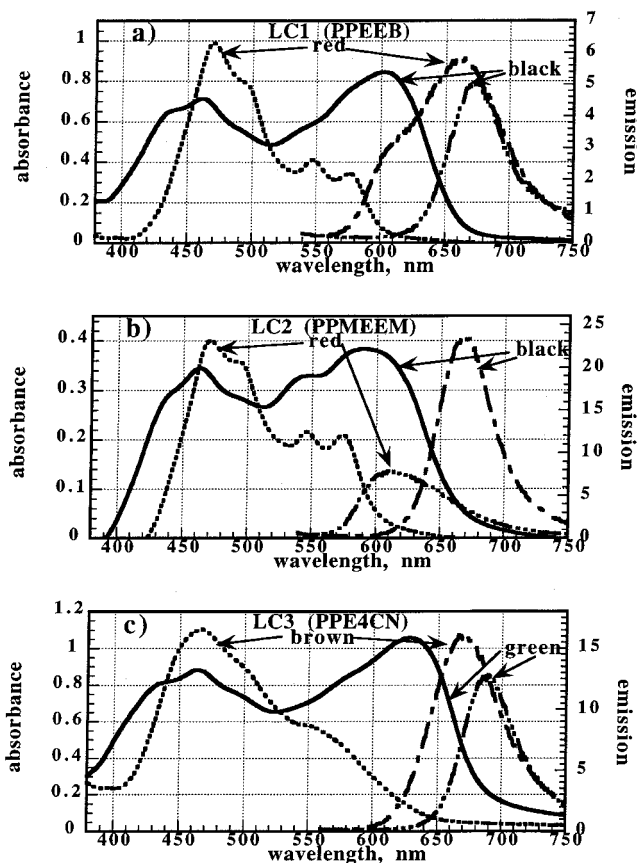 a) LC1 (PPEEB)
red
black
absorbance
emission
1
0.8
0.6
0.4
0.2
0
7
6
5
4
3
2
1
0
400 450 500 550 600 650 700 750
wavelength, nm
b) LC2 (PPMEEM)
red
black
absorbance
emission
0.4
0.3
0.2
0.1
0
25
20
15
10
5
0
400 450 500 550 600 650 700 750
wavelength, nm
c) LC3 (PPE4CN)
brown
green
absorbance
emission
1.2
1
0.8
0.6
0.4
0.2
0
15
10
5
0
400 450 500 550 600 650 700 750
wavelength, nm